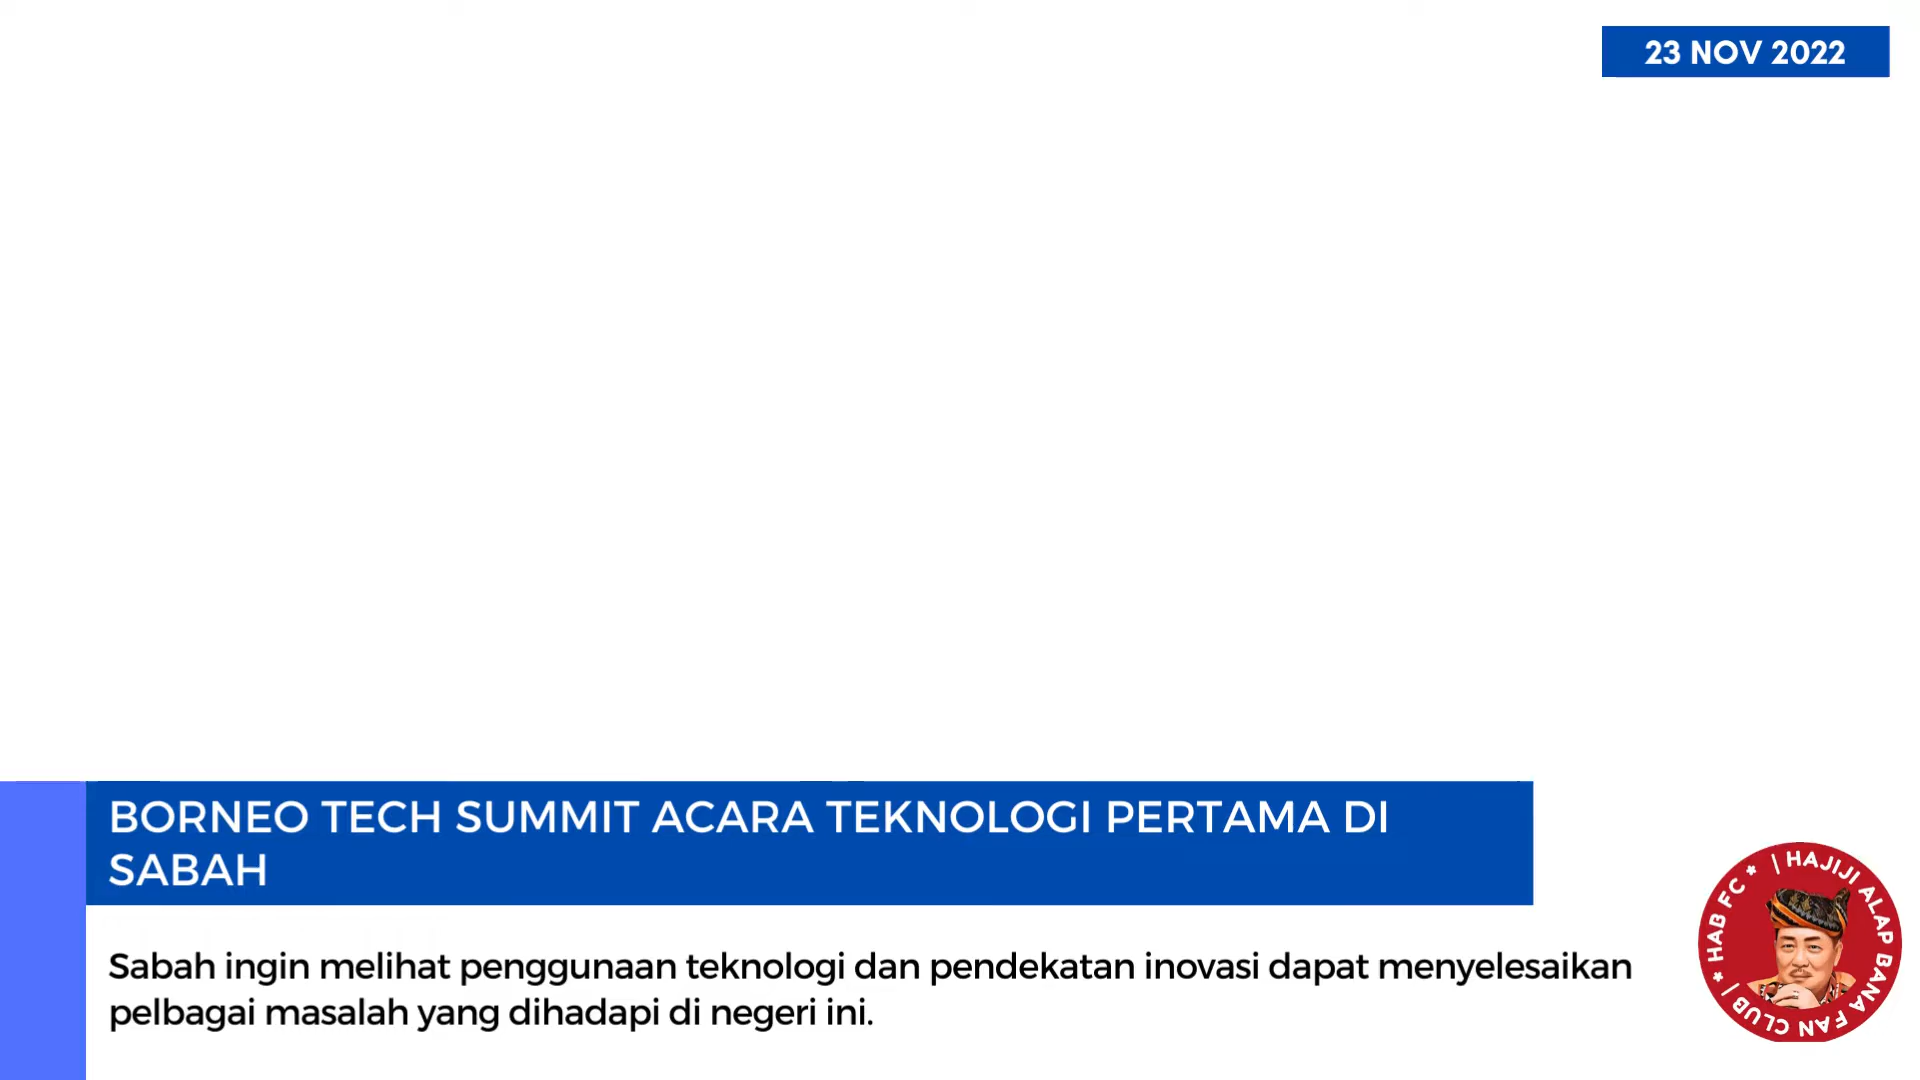 23 NOV 2022
BORNEO TECH SUMMIT ACARA TEKNOLOGI PERTAMA DI
SABAH
Sabah ingin melihat penggunaan teknologi dan pendekatan inovasi dapat menyelesaikan
pelbagai masalah yang dihadapi di negeri ini.
* HAB FC * | HAJIJI ALAP BANA FAN CLUB |